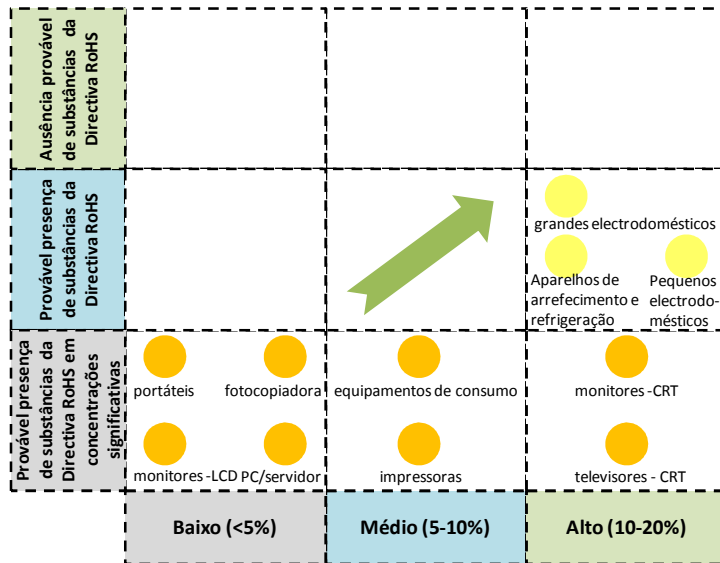 Ausência provável
de substâncias da
Directiva RoHS
Provável presença
de substâncias da
Directiva RoHS
grandes electrodomésticos
Aparelhos de
arrefecimento e
refrigeração
Pequenos
electrodo-
mésticos
Provável presença
de substâncias da
Directiva RoHS em
concentrações
significativas
portáteis
fotocopiadora
equipamentos de consumo
monitores -CRT
monitores -LCD
PC/servidor
impressoras
televisores - CRT
Baixo (<5%)
Médio (5-10%)
Alto (10-20%)